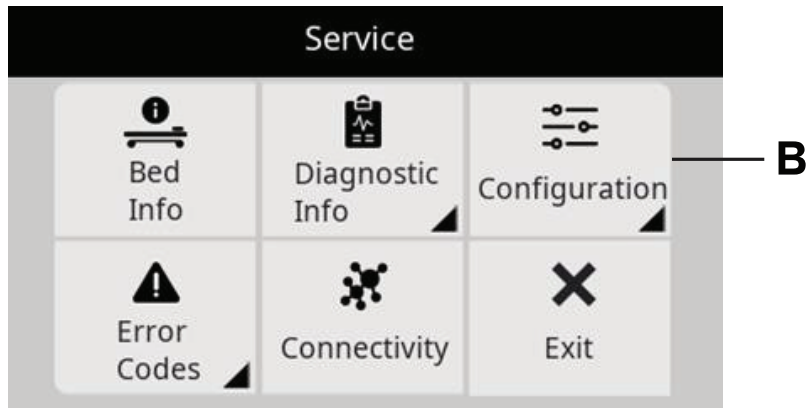 Service
Bed
Info
Diagnostic
Info
Configuration
B
Error
Codes
Connectivity
Exit